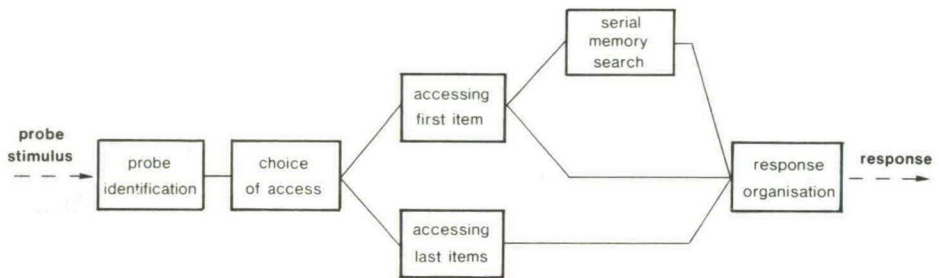 probe
stimulus
probe
identification
choice
of access
accessing
first item
serial
memory
search
accessing
last items
response
organisation
response